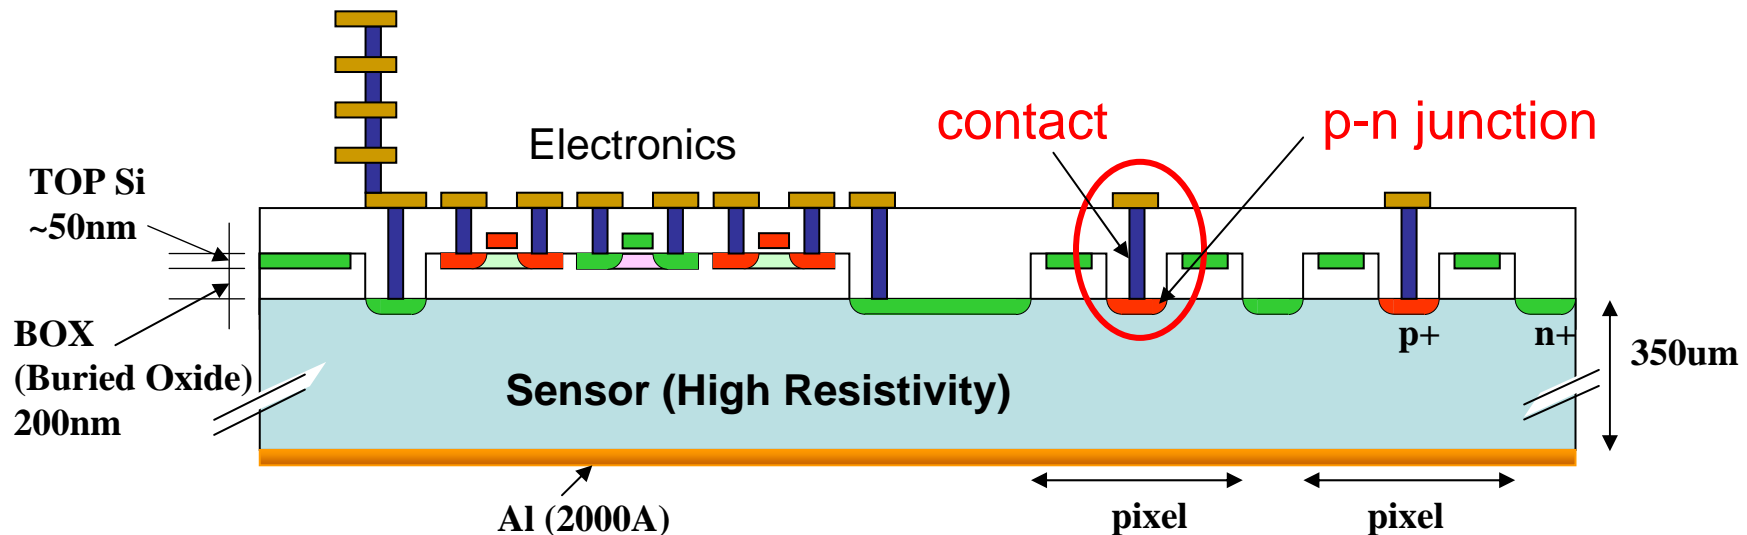 Electronics
contact
p-n junction
TOP Si
~50nm
BOX
(Buried Oxide)
200nm
p+
n+
350um
Sensor (High Resistivity)
Al (2000A)
pixel
pixel